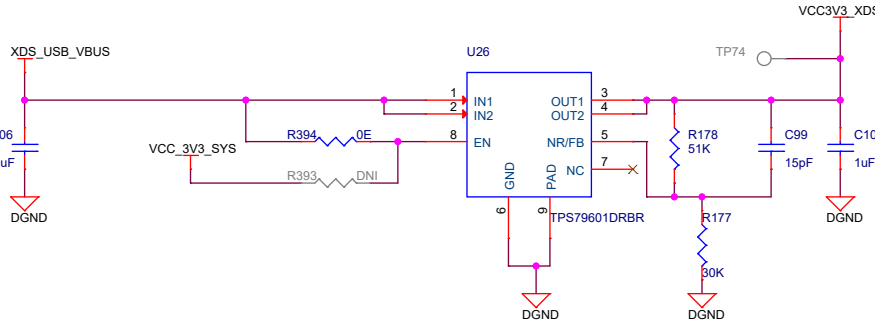 VCC3V3_XDS
XDS_USB_VBUS
U26
TP74
1
IN1
OUT1
3
2
IN2
OUT2
4
06
R394
0E
8
EN
NR/FB
5
R178
51K
C99
C10
uF
VCC_3V3_SYS
15pF
1uF
R393
DNI
GND
PAD
NC
7
6
9
TPS79601DRBR
R177
DGND
DGND
30K
DGND
DGND